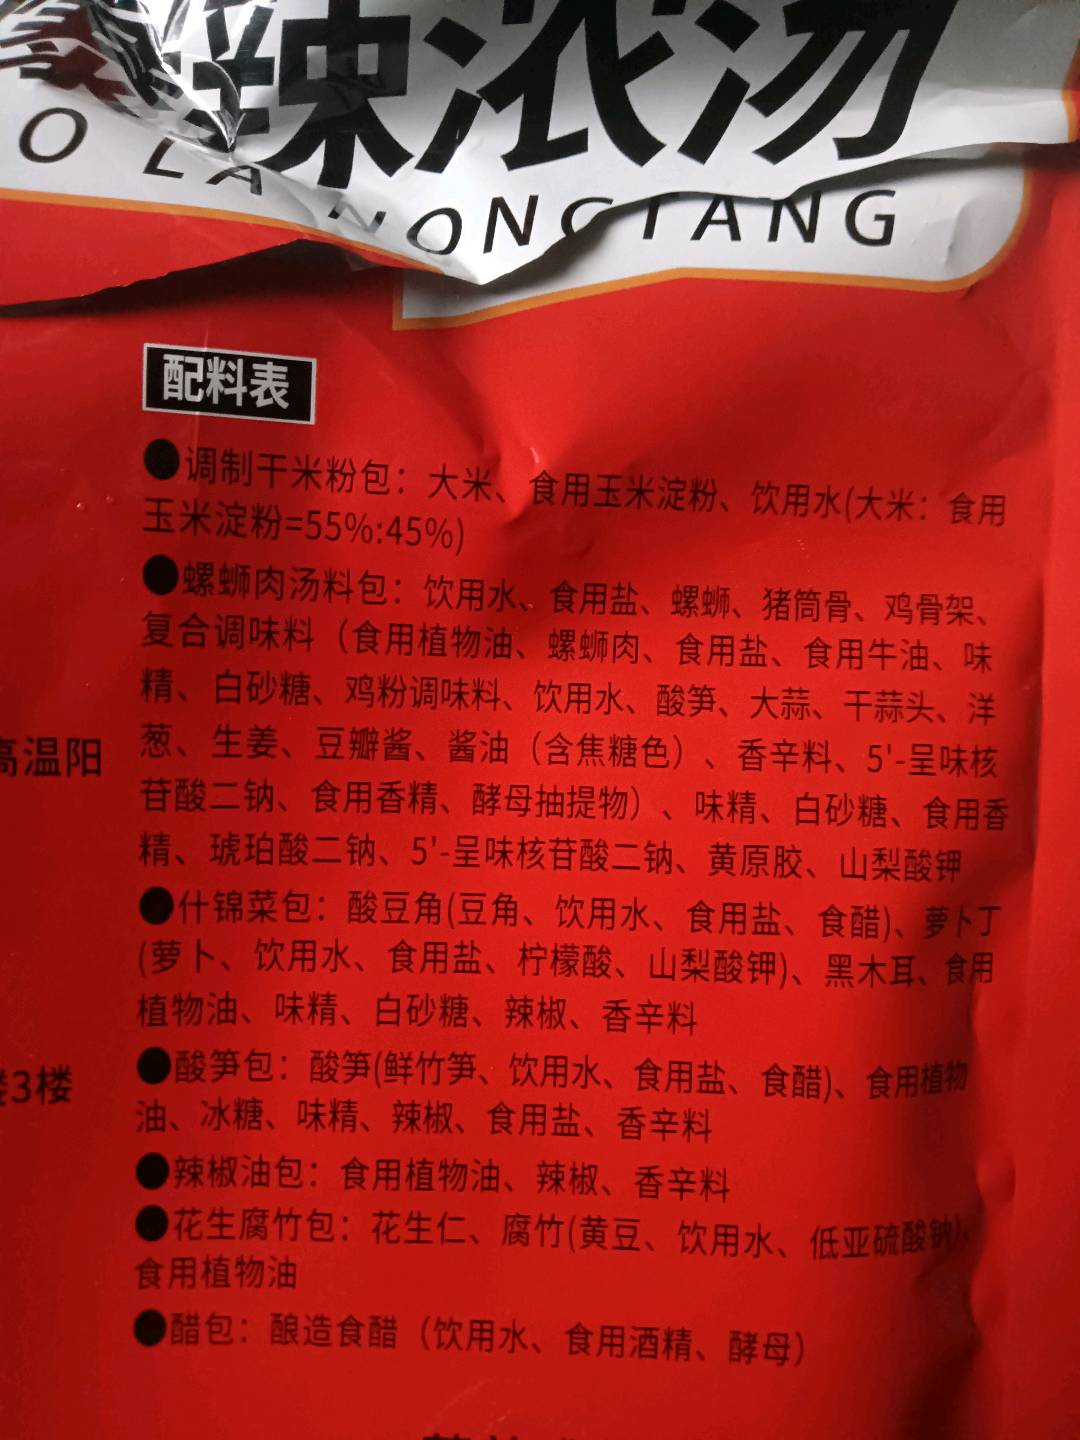 辣浓汤
O LA NONGTANG
配料表
●调制干米粉包：大米、食用玉米淀粉、饮用水(大米：食用
玉米淀粉=55%:45%)
●螺蛳肉汤料包：饮用水、食用盐、螺蛳、猪筒骨、鸡骨架、
复合调味料（食用植物油、螺蛳肉、食用盐、食用牛油、味
精、白砂糖、鸡粉调味料、饮用水、酸笋、大蒜、干蒜头、洋
葱、生姜、豆瓣酱、酱油（含焦糖色）、香辛料、5'-呈味核
高温阳
苷酸二钠、食用香精、酵母抽提物）、味精、白砂糖、食用香
精、琥珀酸二钠、5'-呈味核苷酸二钠、黄原胶、山梨酸钾
●什锦菜包：酸豆角(豆角、饮用水、食用盐、食醋)、萝卜丁
(萝卜、饮用水、食用盐、柠檬酸、山梨酸钾)、黑木耳、食用
植物油、味精、白砂糖、辣椒、香辛料
●酸笋包：酸笋(鲜竹笋、饮用水、食用盐、食醋)、食用植物
3楼
油、冰糖、味精、辣椒、食用盐、香辛料
●辣椒油包：食用植物油、辣椒、香辛料
●花生腐竹包：花生仁、腐竹(黄豆、饮用水、低亚硫酸钠)、
食用植物油
●醋包：酿造食醋（饮用水、食用酒精、酵母）